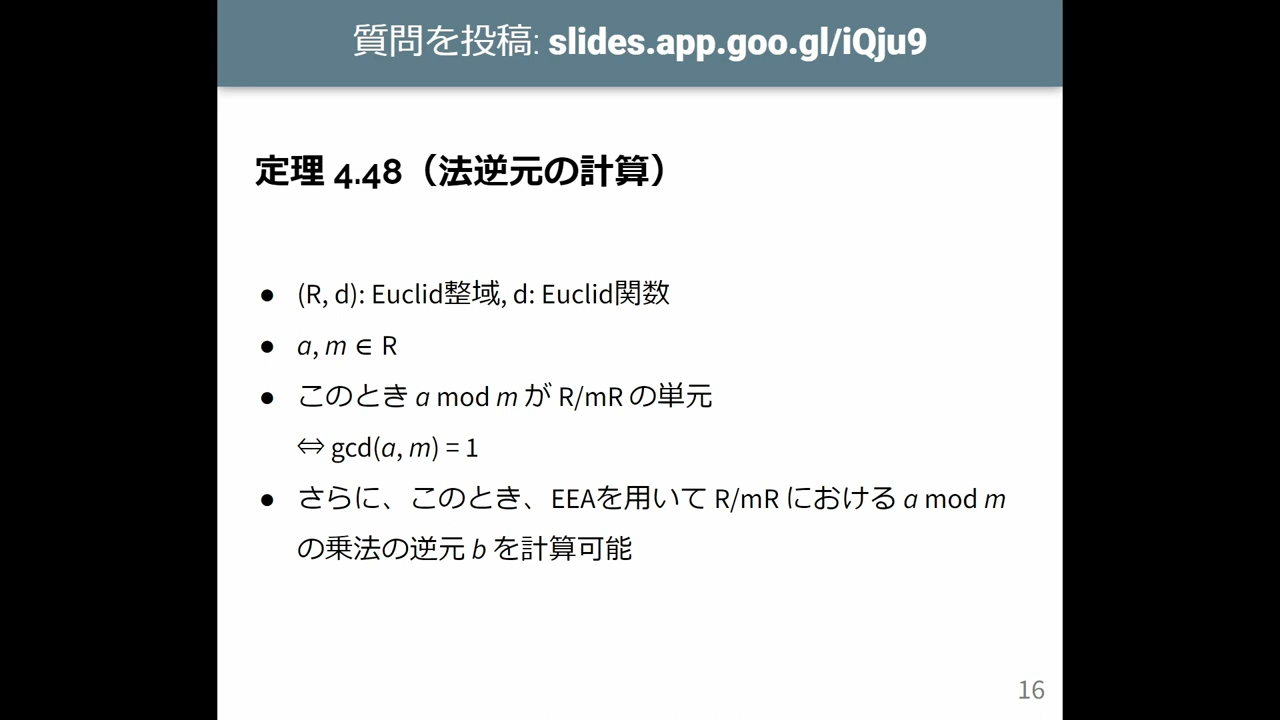 質問を投稿: slides.app.goo.gl/iQju9
定理 4.48（法逆元の計算）
● (R, d): Euclid整域, d: Euclid関数
● a, m ∈ R
● このとき a mod m が R/mR の単元
⇔ gcd(a, m) = 1
● さらに、このとき、EEAを用いて R/mR における a mod m
の乗法の逆元 b を計算可能
16